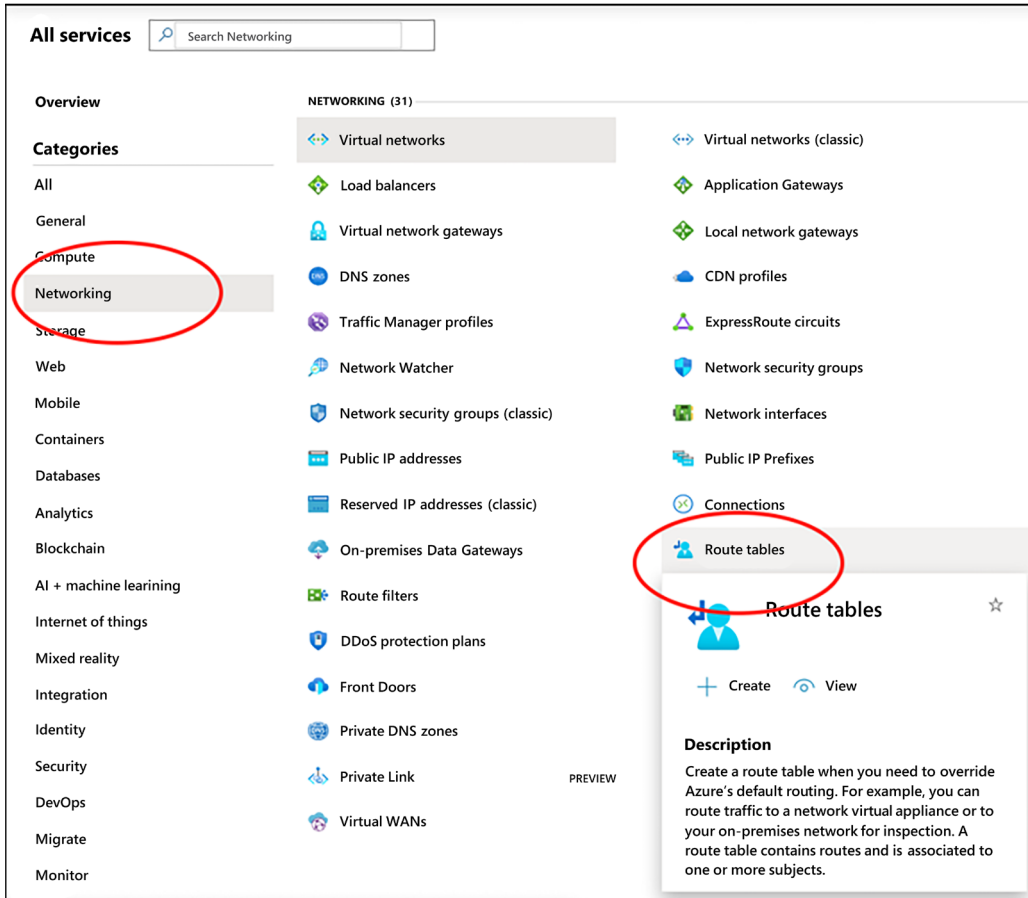 All services
Search Networking
Overview
Categories
All
General
Compute
Networking
Storage
Web
Mobile
Containers
Databases
Analytics
Blockchain
AI + machine learining
Internet of things
Mixed reality
Integration
Identity
Security
DevOps
Migrate
Monitor
NETWORKING (31)
Virtual networks
Load balancers
Virtual network gateways
DNS zones
Traffic Manager profiles
Network Watcher
Network security groups (classic)
Public IP addresses
Reserved IP addresses (classic)
On-premises Data Gateways
Route filters
DDoS protection plans
Front Doors
Private DNS zones
Private Link PREVIEW
Virtual WANs
Virtual networks (classic)
Application Gateways
Local network gateways
CDN profiles
ExpressRoute circuits
Network security groups
Network interfaces
Public IP Prefixes
Connections
Route tables
Route tables
Create View
Description
Create a route table when you need to override
Azure's default routing. For example, you can
route traffic to a network virtual appliance or to
your on-premises network for inspection. A
route table contains routes and is associated to
one or more subjects.